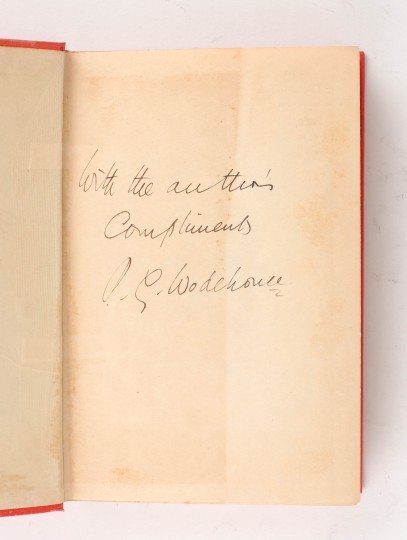 With the author's
Compliments
P. G. Wodehouse